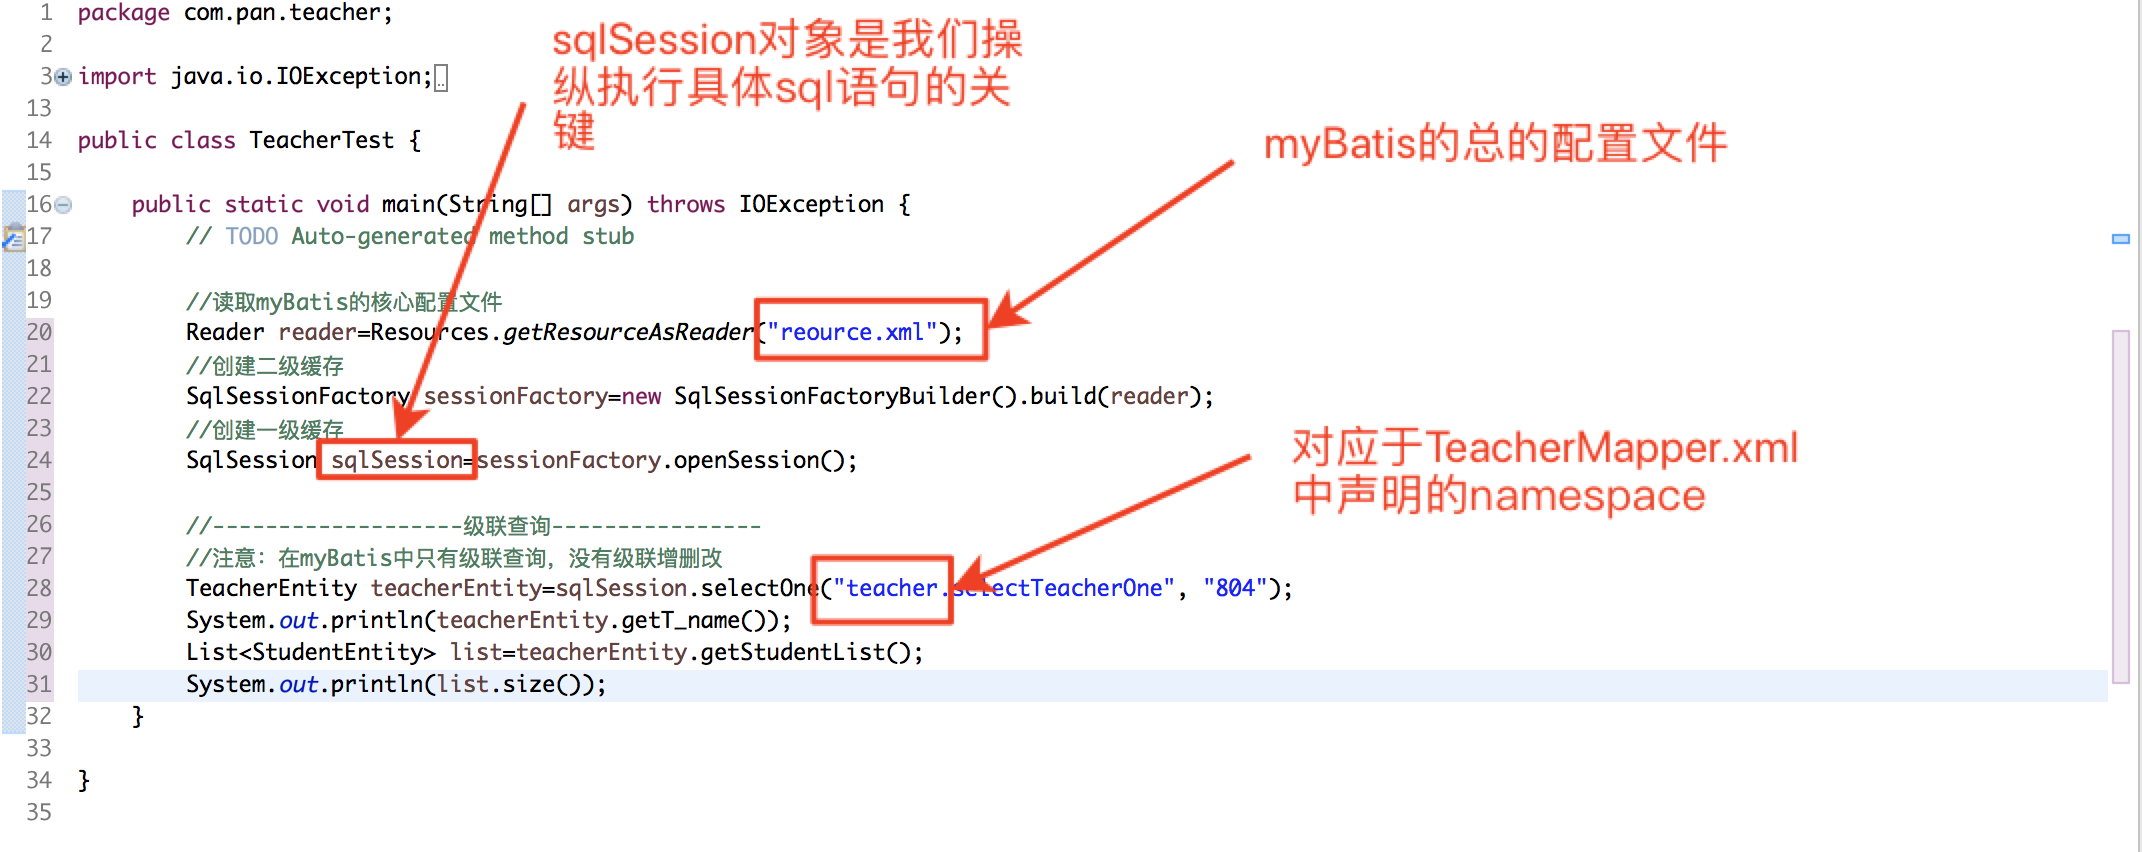 1 package com.pan.teacher;
2
3 import java.io.IOException;
13
14 public class TeacherTest {
15
16 public static void main(String[] args) throws IOException {
17 // TODO Auto-generated method stub
18
19 //读取myBatis的核心配置文件
20 Reader reader=Resources.getResourceAsReader("reource.xml");
21 //创建二级缓存
22 SqlSessionFactory sessionFactory=new SqlSessionFactoryBuilder().build(reader);
23 //创建一级缓存
24 SqlSession sqlSession=sessionFactory.openSession();
25
26 //-------------------级联查询----------------
27 //注意：在myBatis中只有级联查询，没有级联增删改
28 TeacherEntity teacherEntity=sqlSession.selectOne("teacher.selectTeacherOne", "804");
29 System.out.println(teacherEntity.getT_name());
30 List<StudentEntity> list=teacherEntity.getStudentList();
31 System.out.println(list.size());
32 }
33
34 }
35
sqlSession对象是我们操
纵执行具体sql语句的关
键
myBatis的总的配置文件
对应于TeacherMapper.xml
中声明的namespace